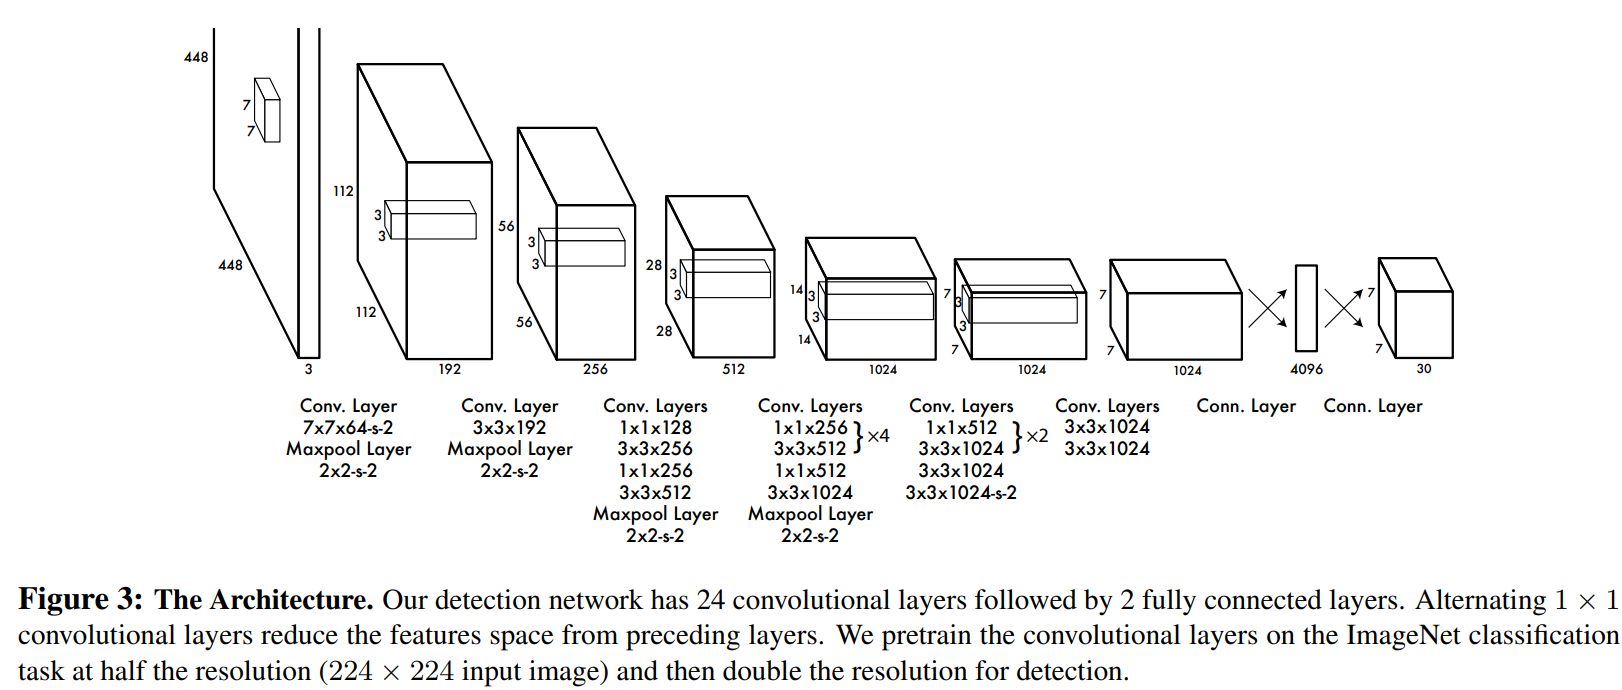 448
7
7
448
3
112
3
3
112
192
56
3
3
56
256
28
3
3
28
512
14
3
3
14
1024
7
3
3
7
1024
7
7
1024
4096
7
7
30
Conv. Layer
7x7x64-s-2
Maxpool Layer
2x2-s-2
Conv. Layer
3x3x192
Maxpool Layer
2x2-s-2
Conv. Layers
1x1x128
3x3x256
1x1x256
3x3x512
Maxpool Layer
2x2-s-2
Conv. Layers
1x1x256
3x3x512 } ×4
1x1x512
3x3x1024
Maxpool Layer
2x2-s-2
Conv. Layers
1x1x512
3x3x1024 } ×2
3x3x1024
3x3x1024-s-2
Conv. Layers
3x3x1024
3x3x1024
Conn. Layer
Conn. Layer
Figure 3: The Architecture. Our detection network has 24 convolutional layers followed by 2 fully connected layers. Alternating 1 × 1
convolutional layers reduce the features space from preceding layers. We pretrain the convolutional layers on the ImageNet classification
task at half the resolution (224 × 224 input image) and then double the resolution for detection.